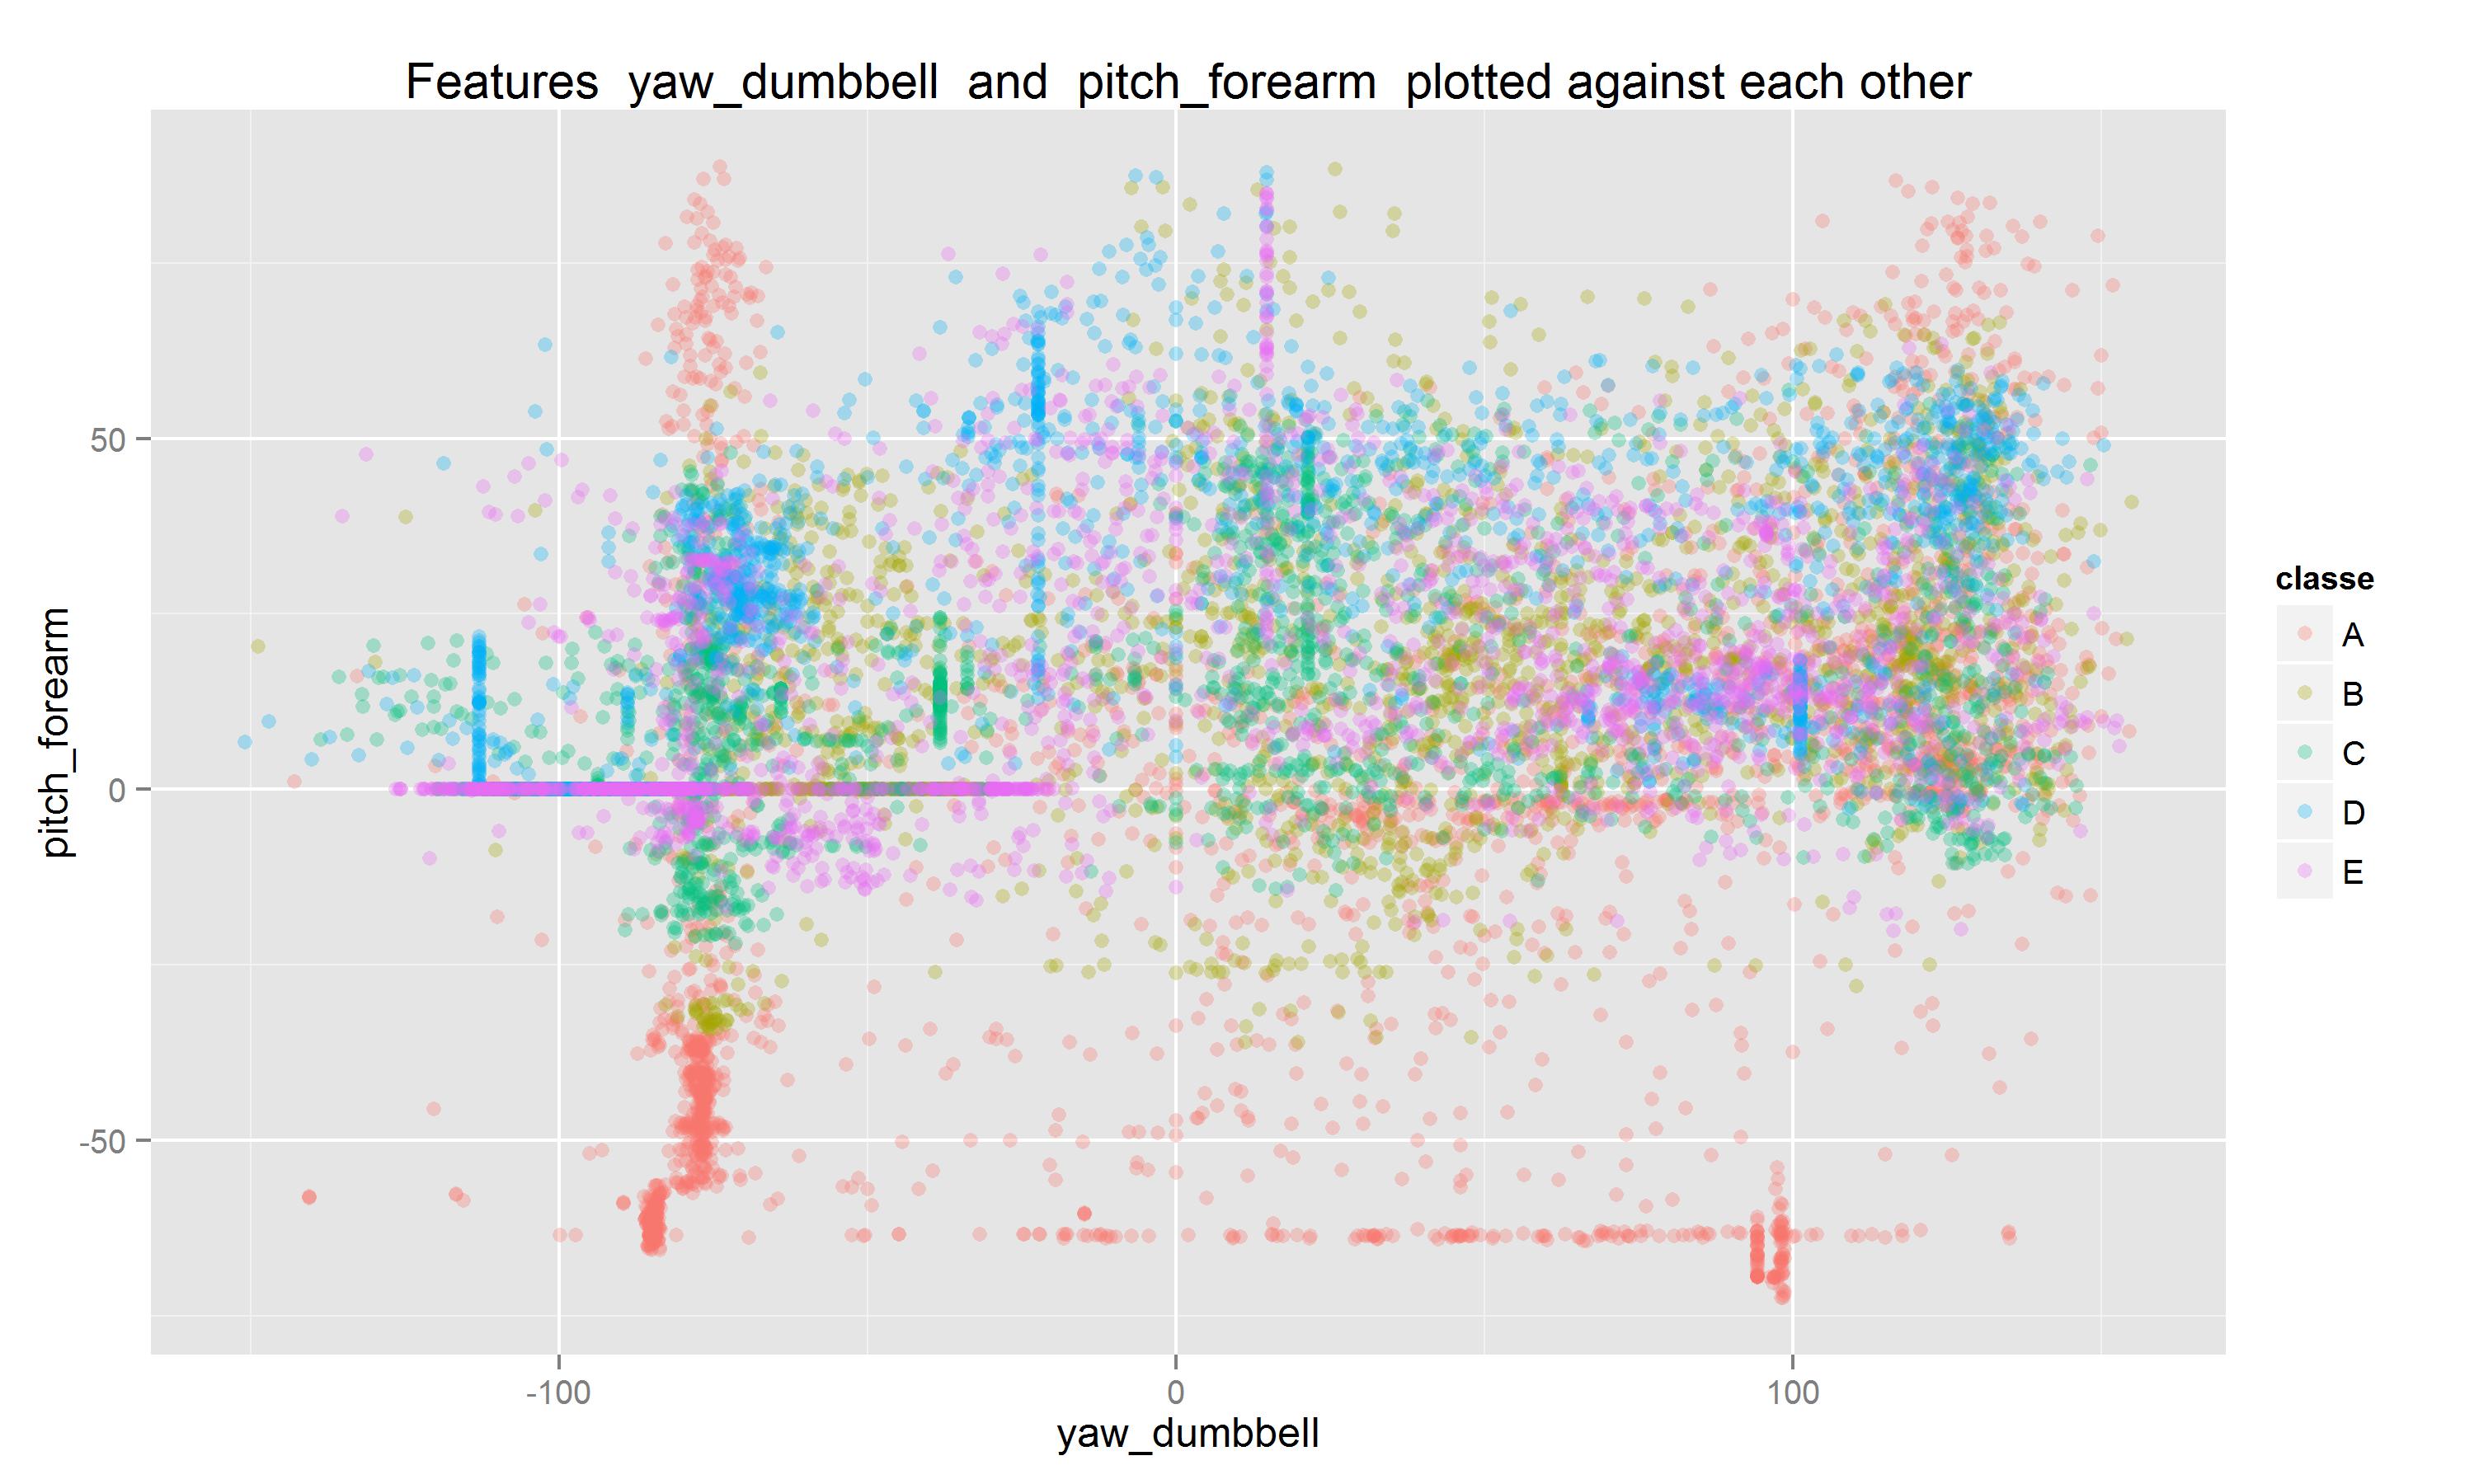 Features  yaw_dumbbell  and  pitch_forearm  plotted against each other
pitch_forearm
50
0
-50
-100
0
100
yaw_dumbbell
classe
A
B
C
D
E